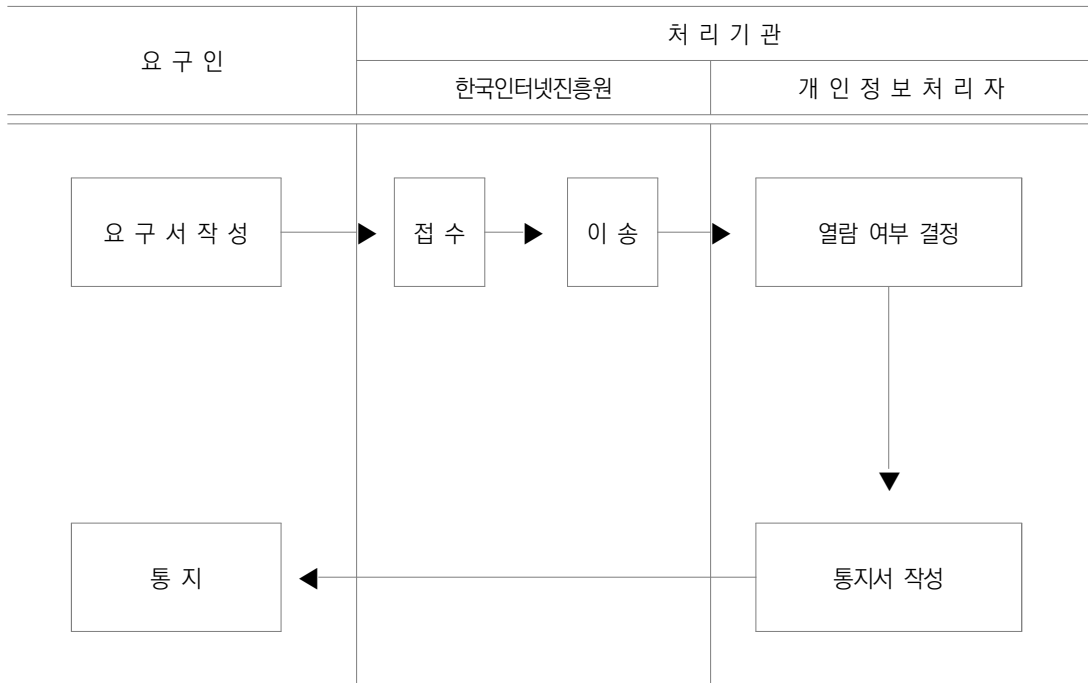 요 구 인
처 리 기 관
한국인터넷진흥원
개 인 정 보 처 리 자
요 구 서 작 성
접 수
이 송
열람 여부 결정
통 지
통지서 작성